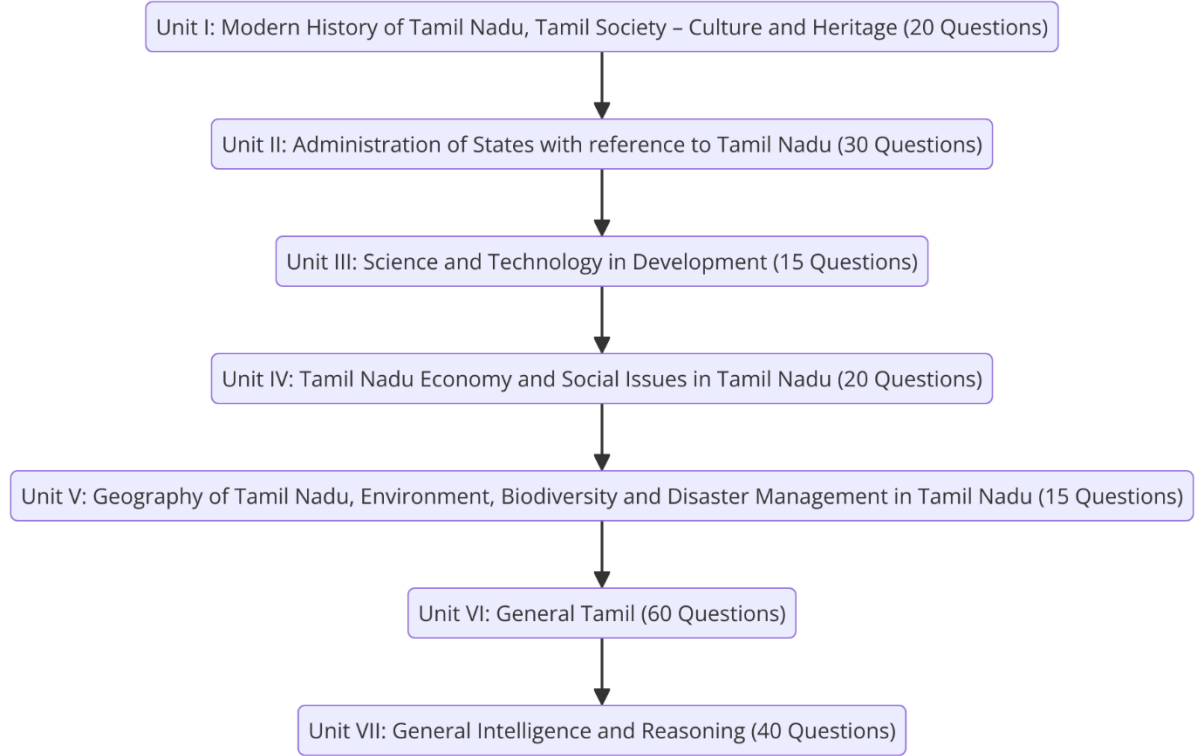 Unit I: Modern History of Tamil Nadu, Tamil Society – Culture and Heritage (20 Questions)
Unit II: Administration of States with reference to Tamil Nadu (30 Questions)
Unit III: Science and Technology in Development (15 Questions)
Unit IV: Tamil Nadu Economy and Social Issues in Tamil Nadu (20 Questions)
Unit V: Geography of Tamil Nadu, Environment, Biodiversity and Disaster Management in Tamil Nadu (15 Questions)
Unit VI: General Tamil (60 Questions)
Unit VII: General Intelligence and Reasoning (40 Questions)